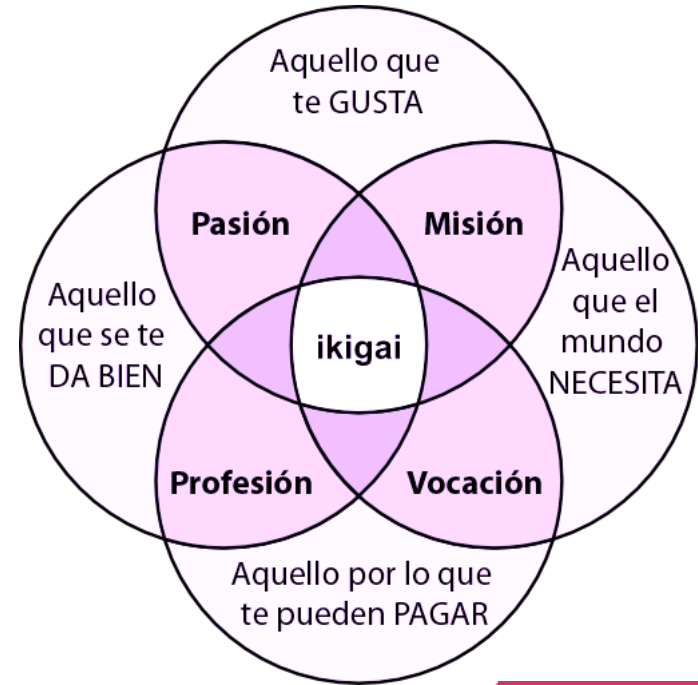 Aquello que
te GUSTA
Pasión
Misión
Aquello
que se te
DA BIEN
ikigai
Aquello
que el
mundo
NECESITA
Profesión
Vocación
Aquello por lo que
te pueden PAGAR